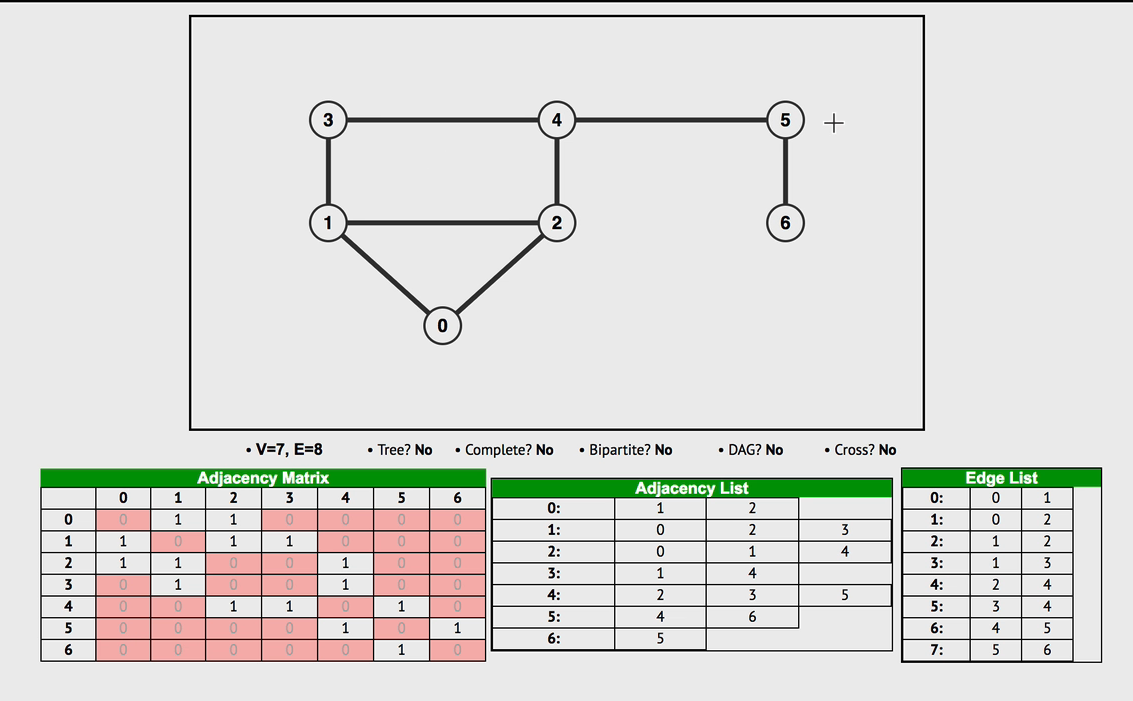 3 4 5
1 2 6
0
• V=7, E=8 • Tree? No • Complete? No • Bipartite? No • DAG? No • Cross? No
Adjacency Matrix
0 1 2 3 4 5 6
0 0 1 1 0 0 0 0
1 1 0 1 1 0 0 0
2 1 1 0 0 1 0 0
3 0 1 0 0 1 0 0
4 0 0 1 1 0 1 0
5 0 0 0 0 1 0 1
6 0 0 0 0 0 1 0
Adjacency List
0: 1 2
1: 0 2 3
2: 0 1 4
3: 1 4
4: 2 3 5
5: 4 6
6: 5
Edge List
0: 0 1
1: 0 2
2: 1 2
3: 1 3
4: 2 4
5: 3 4
6: 4 5
7: 5 6